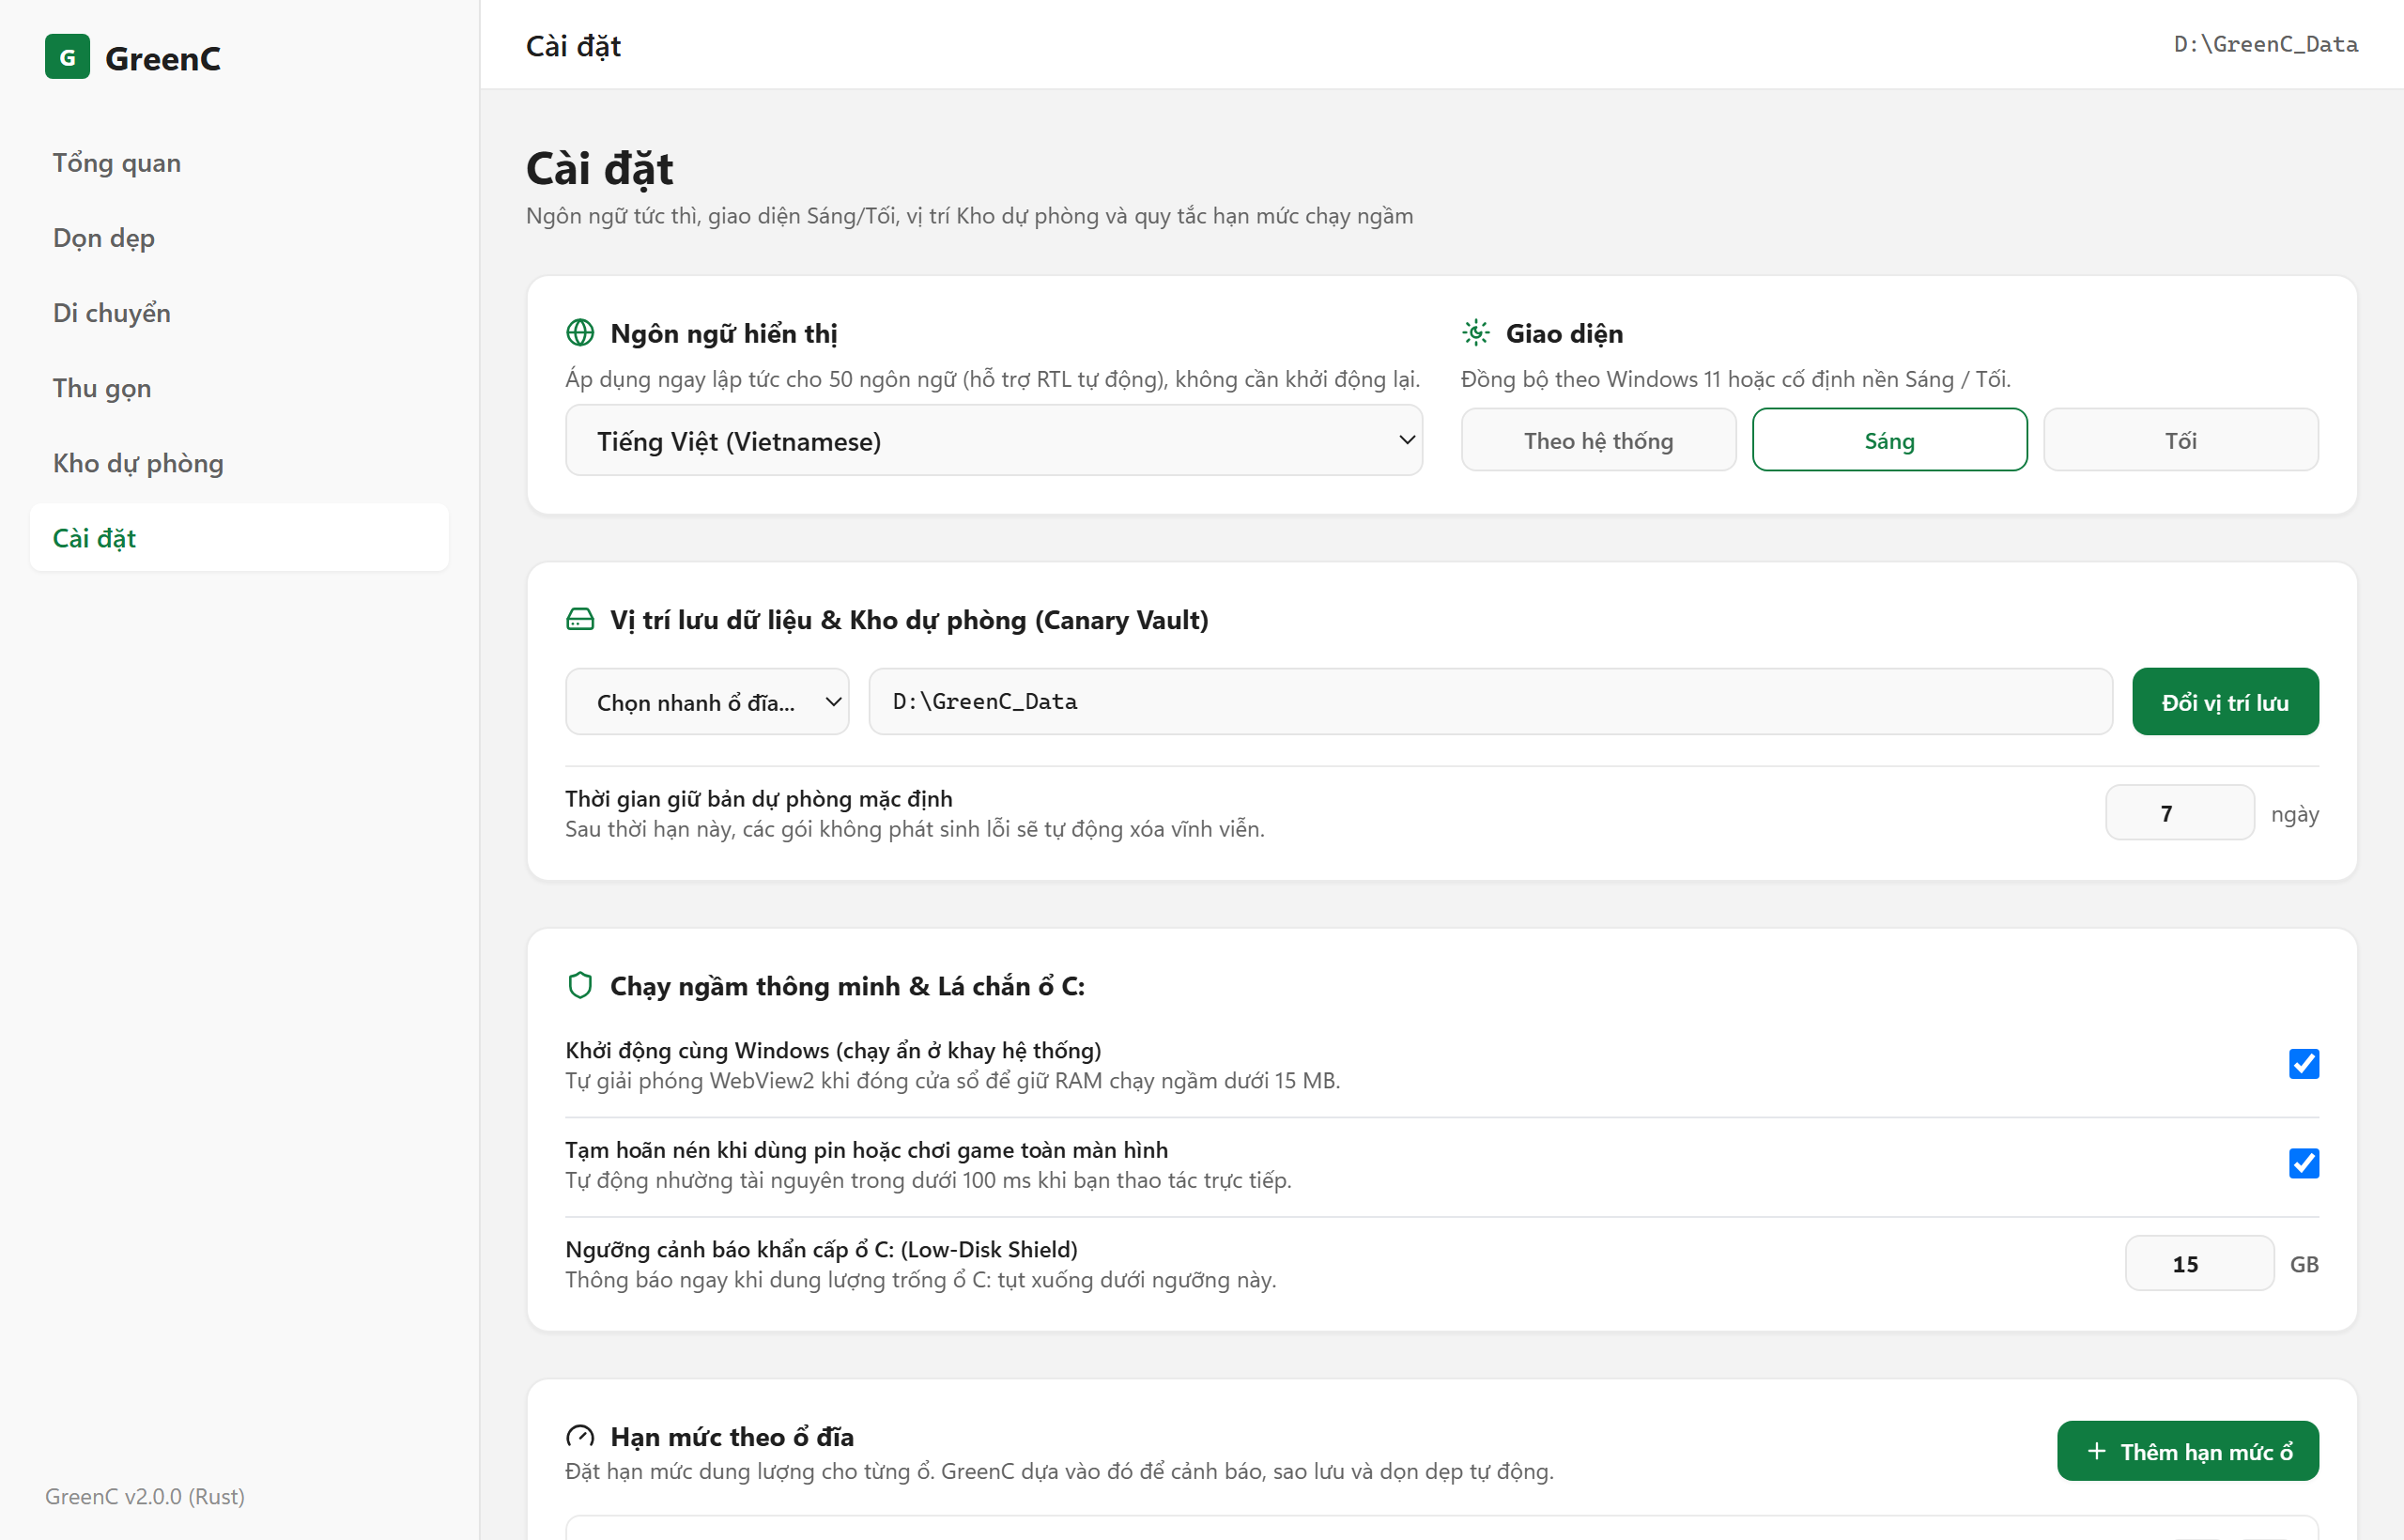 G GreenC
Tổng quan
Dọn dẹp
Di chuyển
Thu gọn
Kho dự phòng
Cài đặt
GreenC v2.0.0 (Rust)
Cài đặt
D:\GreenC_Data
Cài đặt
Ngôn ngữ tức thì, giao diện Sáng/Tối, vị trí Kho dự phòng và quy tắc hạn mức chạy ngầm
Ngôn ngữ hiển thị
Áp dụng ngay lập tức cho 50 ngôn ngữ (hỗ trợ RTL tự động), không cần khởi động lại.
Tiếng Việt (Vietnamese)
Giao diện
Đồng bộ theo Windows 11 hoặc cố định nền Sáng / Tối.
Theo hệ thống
Sáng
Tối
Vị trí lưu dữ liệu & Kho dự phòng (Canary Vault)
Chọn nhanh ổ đĩa...
D:\GreenC_Data
Đổi vị trí lưu
Thời gian giữ bản dự phòng mặc định
Sau thời hạn này, các gói không phát sinh lỗi sẽ tự động xóa vĩnh viễn.
7 ngày
Chạy ngầm thông minh & Lá chắn ổ C:
Khởi động cùng Windows (chạy ẩn ở khay hệ thống)
Tự giải phóng WebView2 khi đóng cửa sổ để giữ RAM chạy ngầm dưới 15 MB.
Tạm hoãn nén khi dùng pin hoặc chơi game toàn màn hình
Tự động nhường tài nguyên trong dưới 100 ms khi bạn thao tác trực tiếp.
Ngưỡng cảnh báo khẩn cấp ổ C: (Low-Disk Shield)
Thông báo ngay khi dung lượng trống ổ C: tụt xuống dưới ngưỡng này.
15 GB
Hạn mức theo ổ đĩa
Đặt hạn mức dung lượng cho từng ổ. GreenC dựa vào đó để cảnh báo, sao lưu và dọn dẹp tự động.
+ Thêm hạn mức ổ